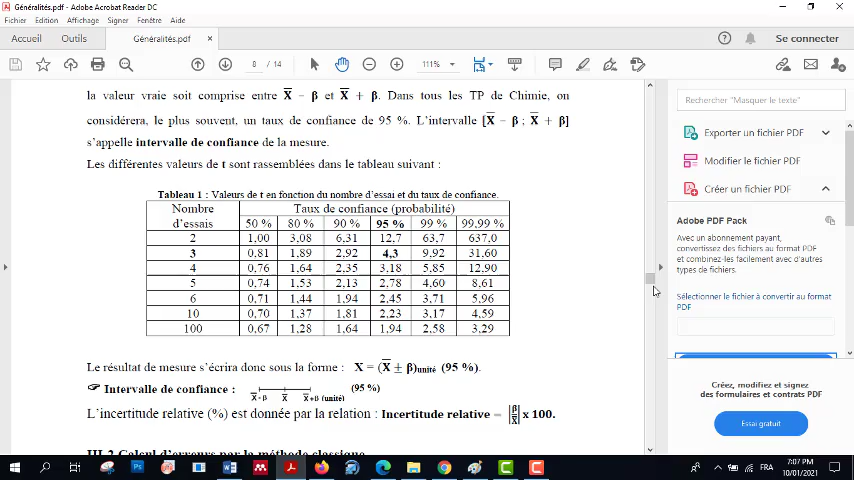 Généralités.pdf - Adobe Acrobat Reader DC
Fichier Edition Affichage Signer Fenêtre Aide
Accueil Outils Généralités.pdf × Se connecter
8 / 14 111%
la valeur vraie soit comprise entre X̅ − β et X̅ + β. Dans tous les TP de Chimie, on
considérera, le plus souvent, un taux de confiance de 95 %. L'intervalle [X̅ − β ; X̅ + β]
s'appelle intervalle de confiance de la mesure.
Les différentes valeurs de t sont rassemblées dans le tableau suivant :
Tableau 1 : Valeurs de t en fonction du nombre d'essai et du taux de confiance.
Nombre d'essais Taux de confiance (probabilité)
50 % 80 % 90 % 95 % 99 % 99,99 %
2 1,00 3,08 6,31 12,7 63,7 637,0
3 0,81 1,89 2,92 4,3 9,92 31,60
4 0,76 1,64 2,35 3,18 5,85 12,90
5 0,74 1,53 2,13 2,78 4,60 8,61
6 0,71 1,44 1,94 2,45 3,71 5,96
10 0,70 1,37 1,81 2,23 3,17 4,59
100 0,67 1,28 1,64 1,94 2,58 3,29
Le résultat de mesure s'écrira donc sous la forme : X = (X̅ ± β)unité (95 %).
Intervalle de confiance : (95 %)
X̅ - β X̅ X̅+β (unité)
L'incertitude relative (%) est donnée par la relation : Incertitude relative = |β/X̅| x 100.
III.2 Calcul d'erreurs par la méthode classique
Rechercher "Masquer le texte"
Exporter un fichier PDF
Modifier le fichier PDF
Créer un fichier PDF
Adobe PDF Pack
Avec un abonnement payant,
convertissez des fichiers au format PDF
et combinez-les facilement avec d'autres
types de fichiers.
Sélectionner le fichier à convertir au format
PDF
Créez, modifiez et signez
des formulaires et contrats PDF
Essai gratuit
FRA
7:07 PM
10/01/2021